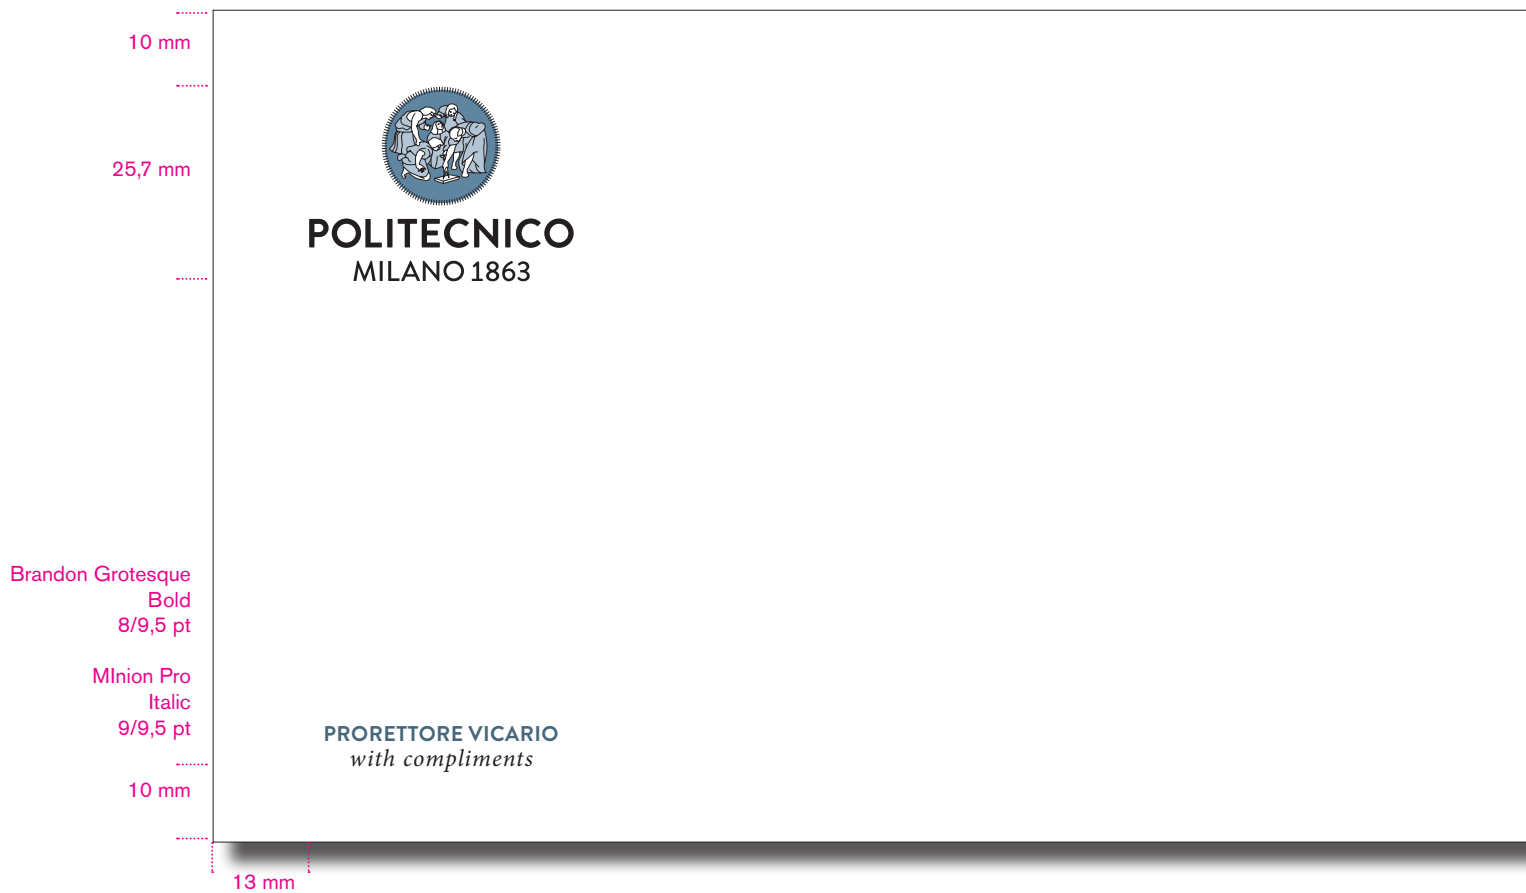 10 mm
25,7 mm
POLITECNICO
MILANO 1863
Brandon Grotesque
Bold
8/9,5 pt
MInion Pro
Italic
9/9,5 pt
PRORETTORE VICARIO
with compliments
10 mm
13 mm